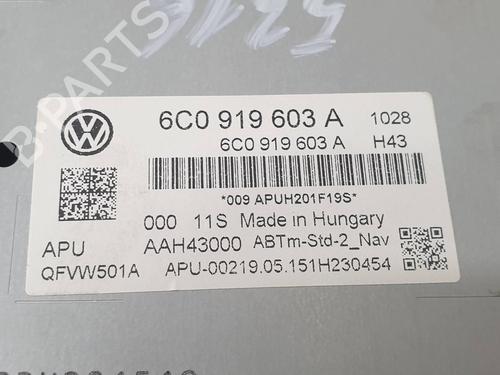 6C0 919 603 A 1028
6C0 919 603 A H43
*009 APUH201F19S*
000 11S Made in Hungary
APU AAH43000 ABTm-Std-2_Nav
QFVW501A APU-00219.05.151H230454